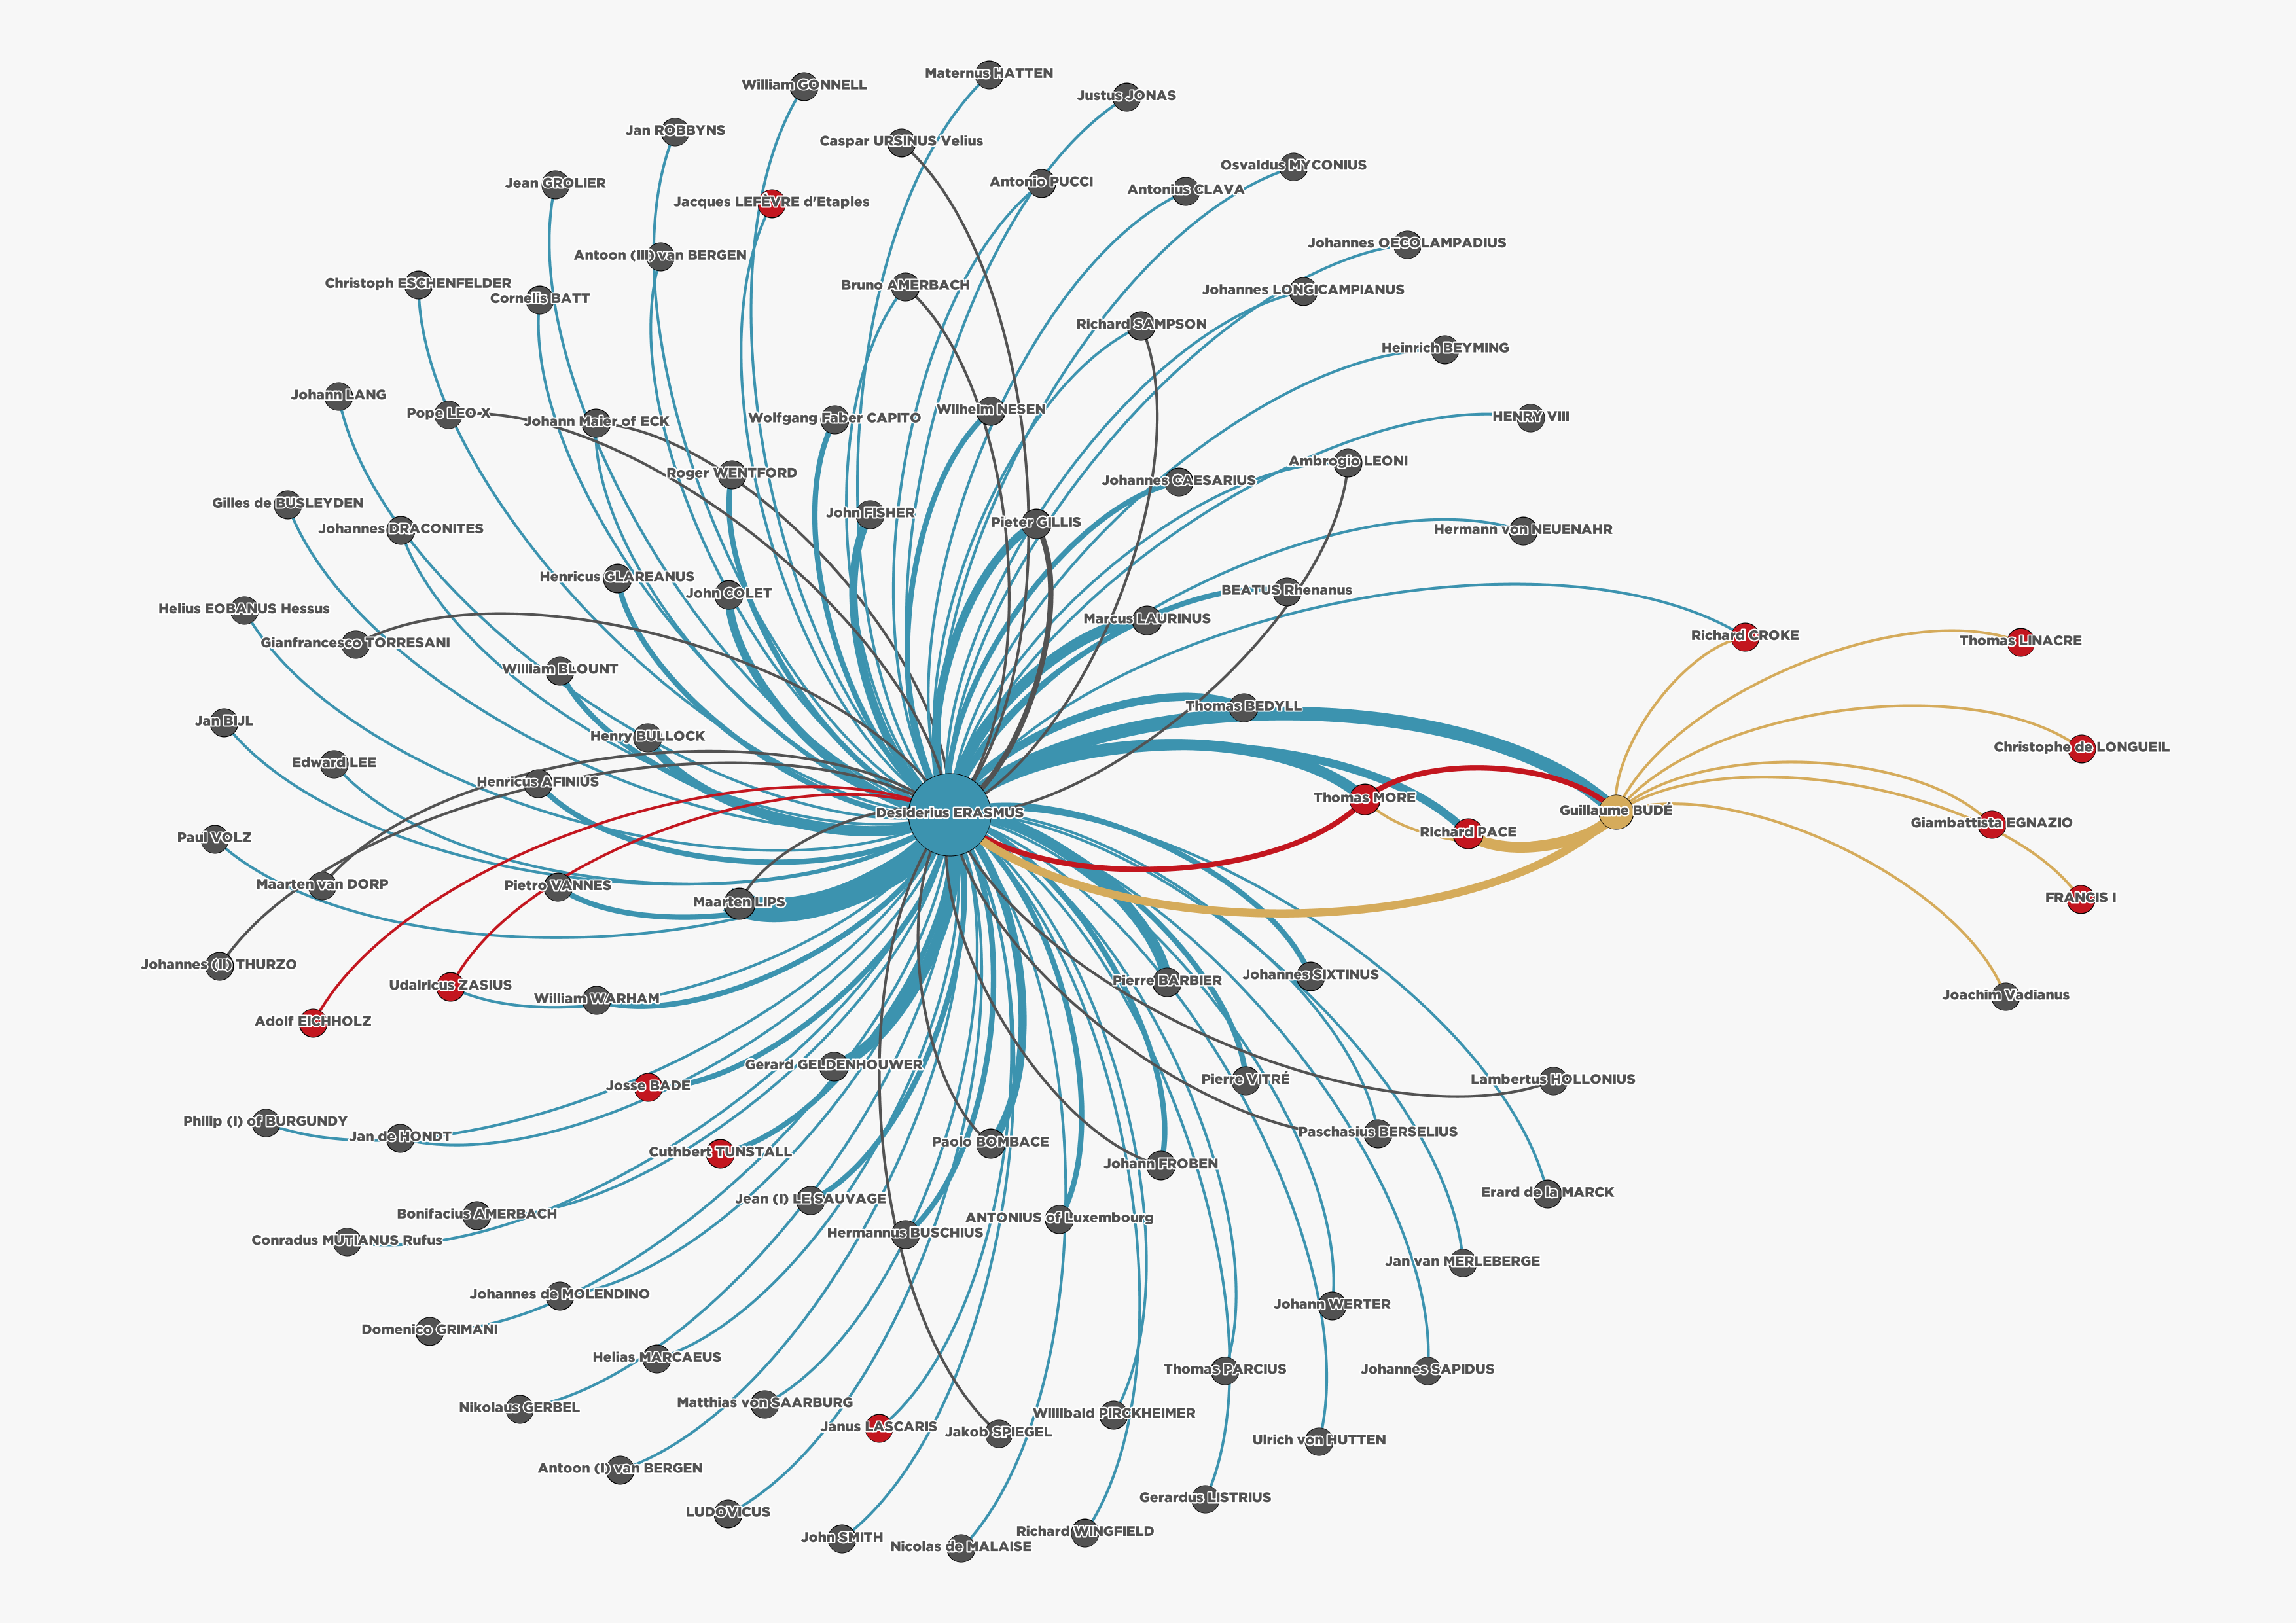 Maternus HATTEN
William GONNELL
Justus JONAS
Jan ROBBYNS
Caspar URSINUS Velius
Osvaldus MYCONIUS
Jean GROLIER
Antonio PUCCI
Antonius CLAVA
Jacques LEFÈVRE d'Etaples
Johannes OECOLAMPADIUS
Antoon (III) van BERGEN
Christoph ESCHENFELDER
Bruno AMERBACH
Johannes LONGICAMPIANUS
Cornelis BATT
Richard SAMPSON
Heinrich BEYMING
Johann LANG
Pope LEO-X
Wilhelm NESEN
HENRY VIII
Wolfgang Faber CAPITO
Johann Maier of ECK
Ambrogio LEONI
Roger WENTFORD
Johannes CAESARIUS
Gilles de BUSLEYDEN
John FISHER
Pieter GILLIS
Johannes DRACONITES
Hermann von NEUENAHR
Henricus GLAREANUS
BEATUS Rhenanus
John COLET
Helius EOBANUS Hessus
Marcus LAURINUS
Richard CROKE
Thomas LINACRE
Gianfrancesco TORRESANI
William BLOUNT
Thomas BEDYLL
Jan BIJL
Henry BULLOCK
Christophe de LONGUEIL
Edward LEE
Henricus AFINIUS
Thomas MORE
Guillaume BUDÉ
Desiderius ERASMUS
Giambattista EGNAZIO
Richard PACE
Paul VOLZ
Maarten van DORP
Pietro VANNES
FRANCIS I
Maarten LIPS
Johannes (II) THURZO
Johannes SIXTINUS
Pierre BARBIER
Udalricus ZASIUS
Joachim Vadianus
William WARHAM
Adolf EICHHOLZ
Gerard GELDENHOUWER
Pierre VITRÉ
Lambertus HOLLONIUS
Josse BADE
Philip (I) of BURGUNDY
Paschasius BERSELIUS
Jan de HONDT
Paolo BOMBACE
Cuthbert TUNSTALL
Johann FROBEN
Erard de la MARCK
Jean (I) LE SAUVAGE
Bonifacius AMERBACH
ANTONIUS of Luxembourg
Hermannus BUSCHIUS
Conradus MUTIANUS Rufus
Jan van MERLEBERGE
Johannes de MOLENDINO
Johann WERTER
Domenico GRIMANI
Helias MARCAEUS
Thomas PARCIUS
Johannes SAPIDUS
Matthias von SAARBURG
Nikolaus GERBEL
Willibald PIRCKHEIMER
Janus LASCARIS
Jakob SPIEGEL
Ulrich von HUTTEN
Antoon (I) van BERGEN
Gerardus LISTRIUS
LUDOVICUS
Richard WINGFIELD
John SMITH
Nicolas de MALAISE